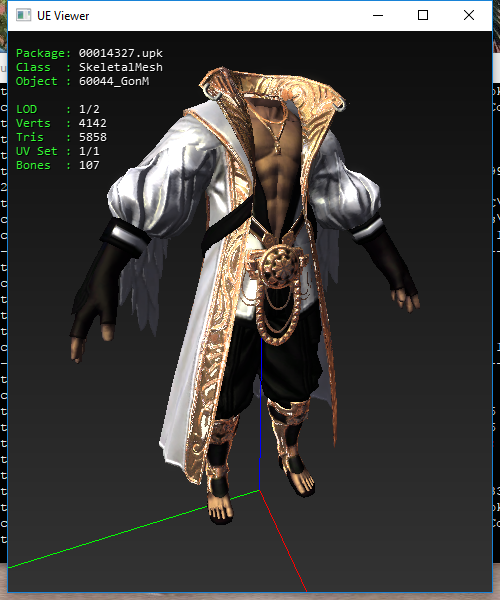 UE Viewer
Package: 00014327.upk
Class : SkeletalMesh
Object : 60044_GonM
LOD : 1/2
Verts : 4142
Tris : 5858
UV Set : 1/1
Bones : 107